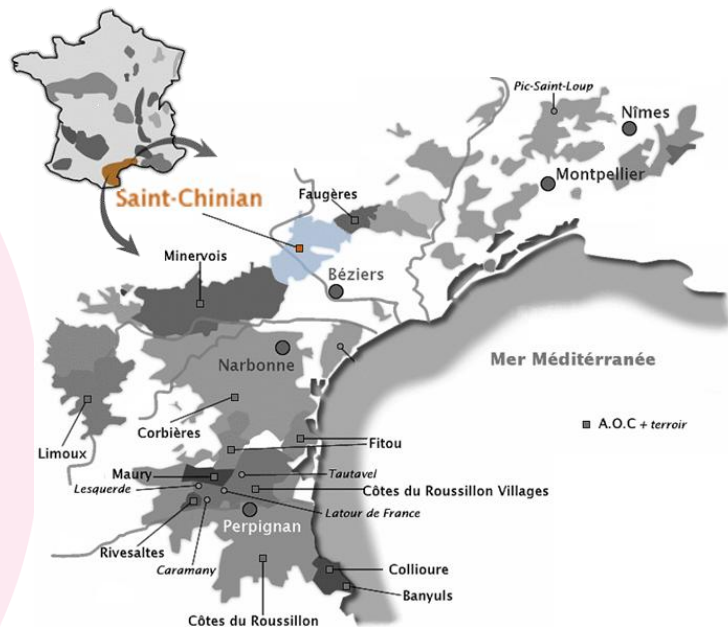 Pic-Saint-Loup
Nîmes
Montpellier
Saint-Chinian
Faugères
Minervois
Béziers
Narbonne
Mer Méditérranée
Corbières
A.O.C + terroir
Limoux
Fitou
Maury
Tautavel
Lesquerde
Côtes du Roussillon Villages
Latour de France
Perpignan
Rivesaltes
Caramany
Collioure
Banyuls
Côtes du Roussillon